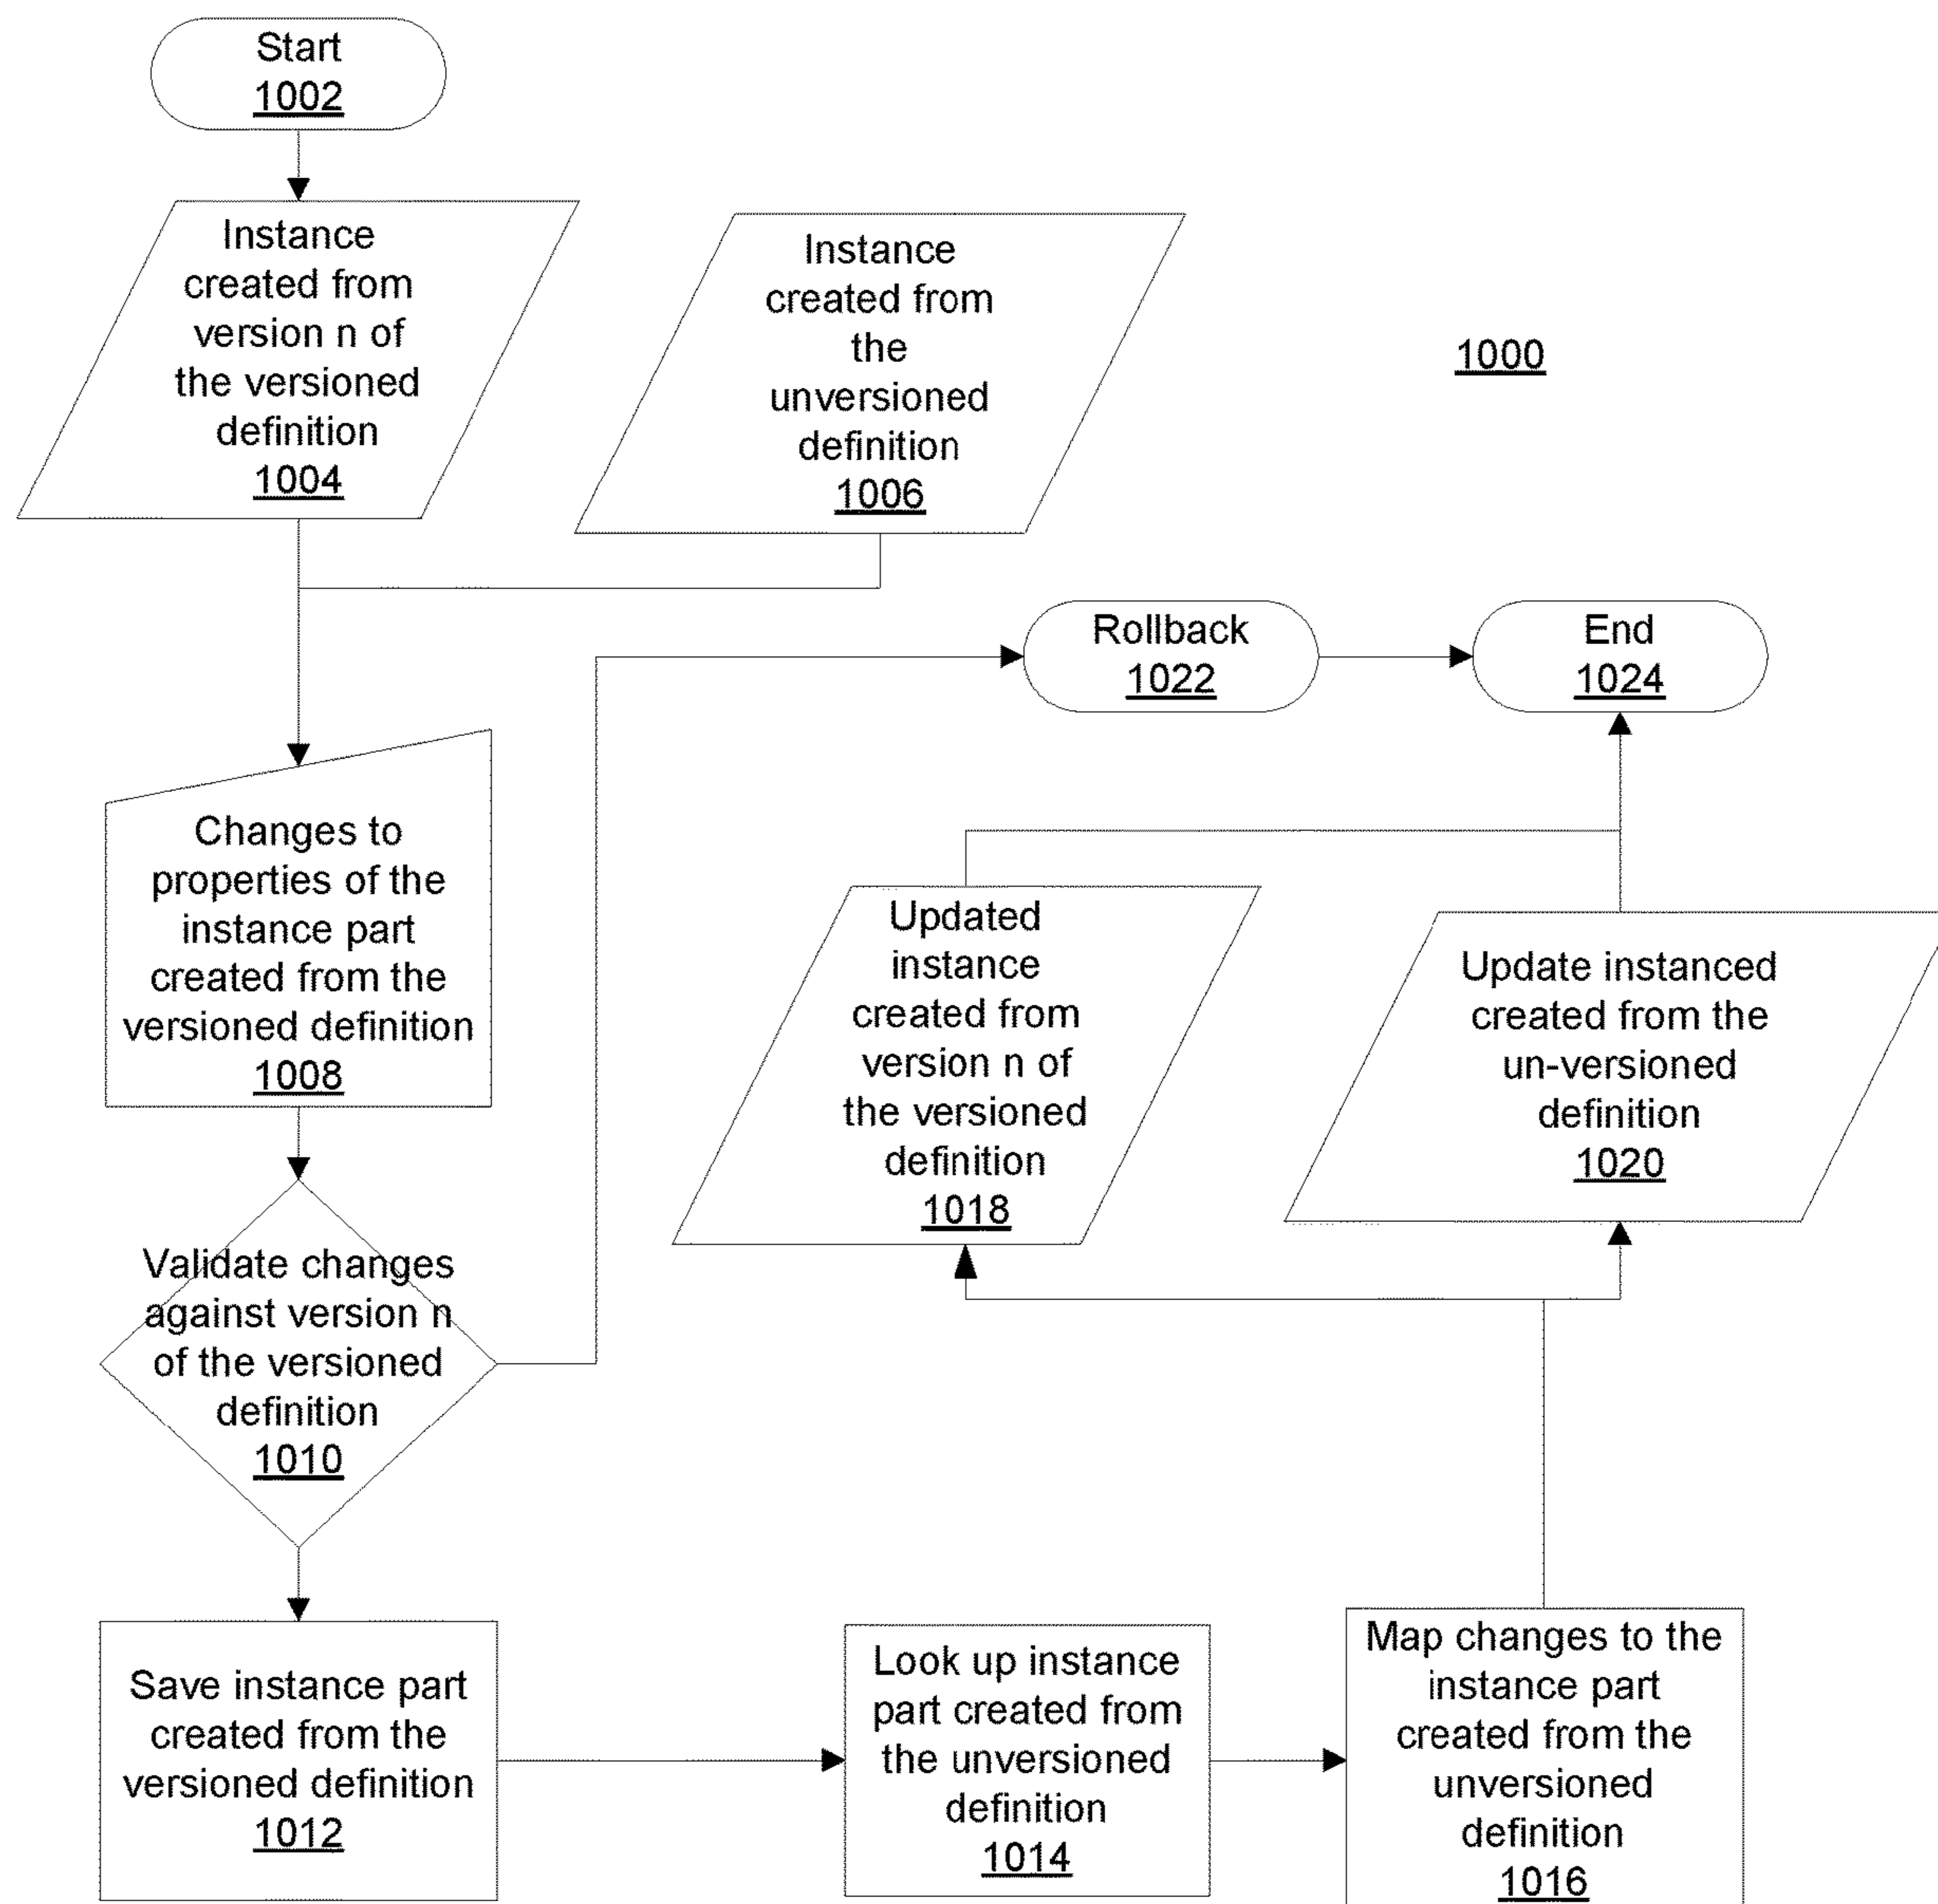 Start
1002
Instance
created from
version n of
the versioned
definition
1004
Instance
created from
the
unversioned
definition
1006
1000
Rollback
1022
End
1024
Changes to
properties of the
instance part
created from the
versioned definition
1008
Updated
instance
created from
version n of
the versioned
definition
1018
Update instanced
created from the
un-versioned
definition
1020
Validate changes
against version n
of the versioned
definition
1010
Save instance part
created from the
versioned definition
1012
Look up instance
part created from
the unversioned
definition
1014
Map changes to the
instance part
created from the
unversioned
definition
1016